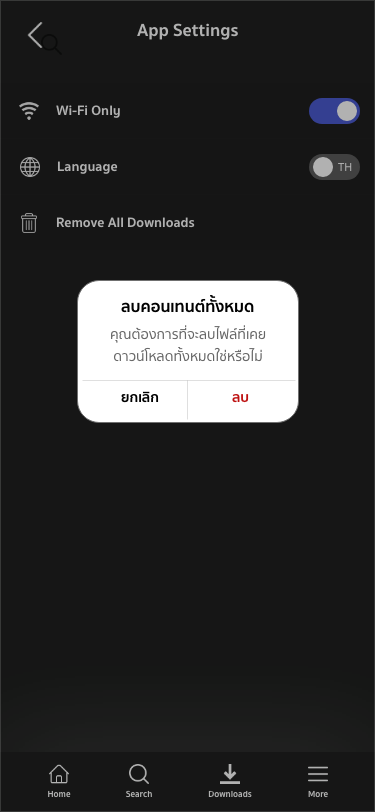 App Settings
Wi-Fi Only
Language
TH
Remove All Downloads
ลบคอนเทนต์ทั้งหมด
คุณต้องการที่จะลบไฟล์ที่เคย
ดาวน์โหลดทั้งหมดใช่หรือไม่
ยกเลิก ลบ
Home Search Downloads More